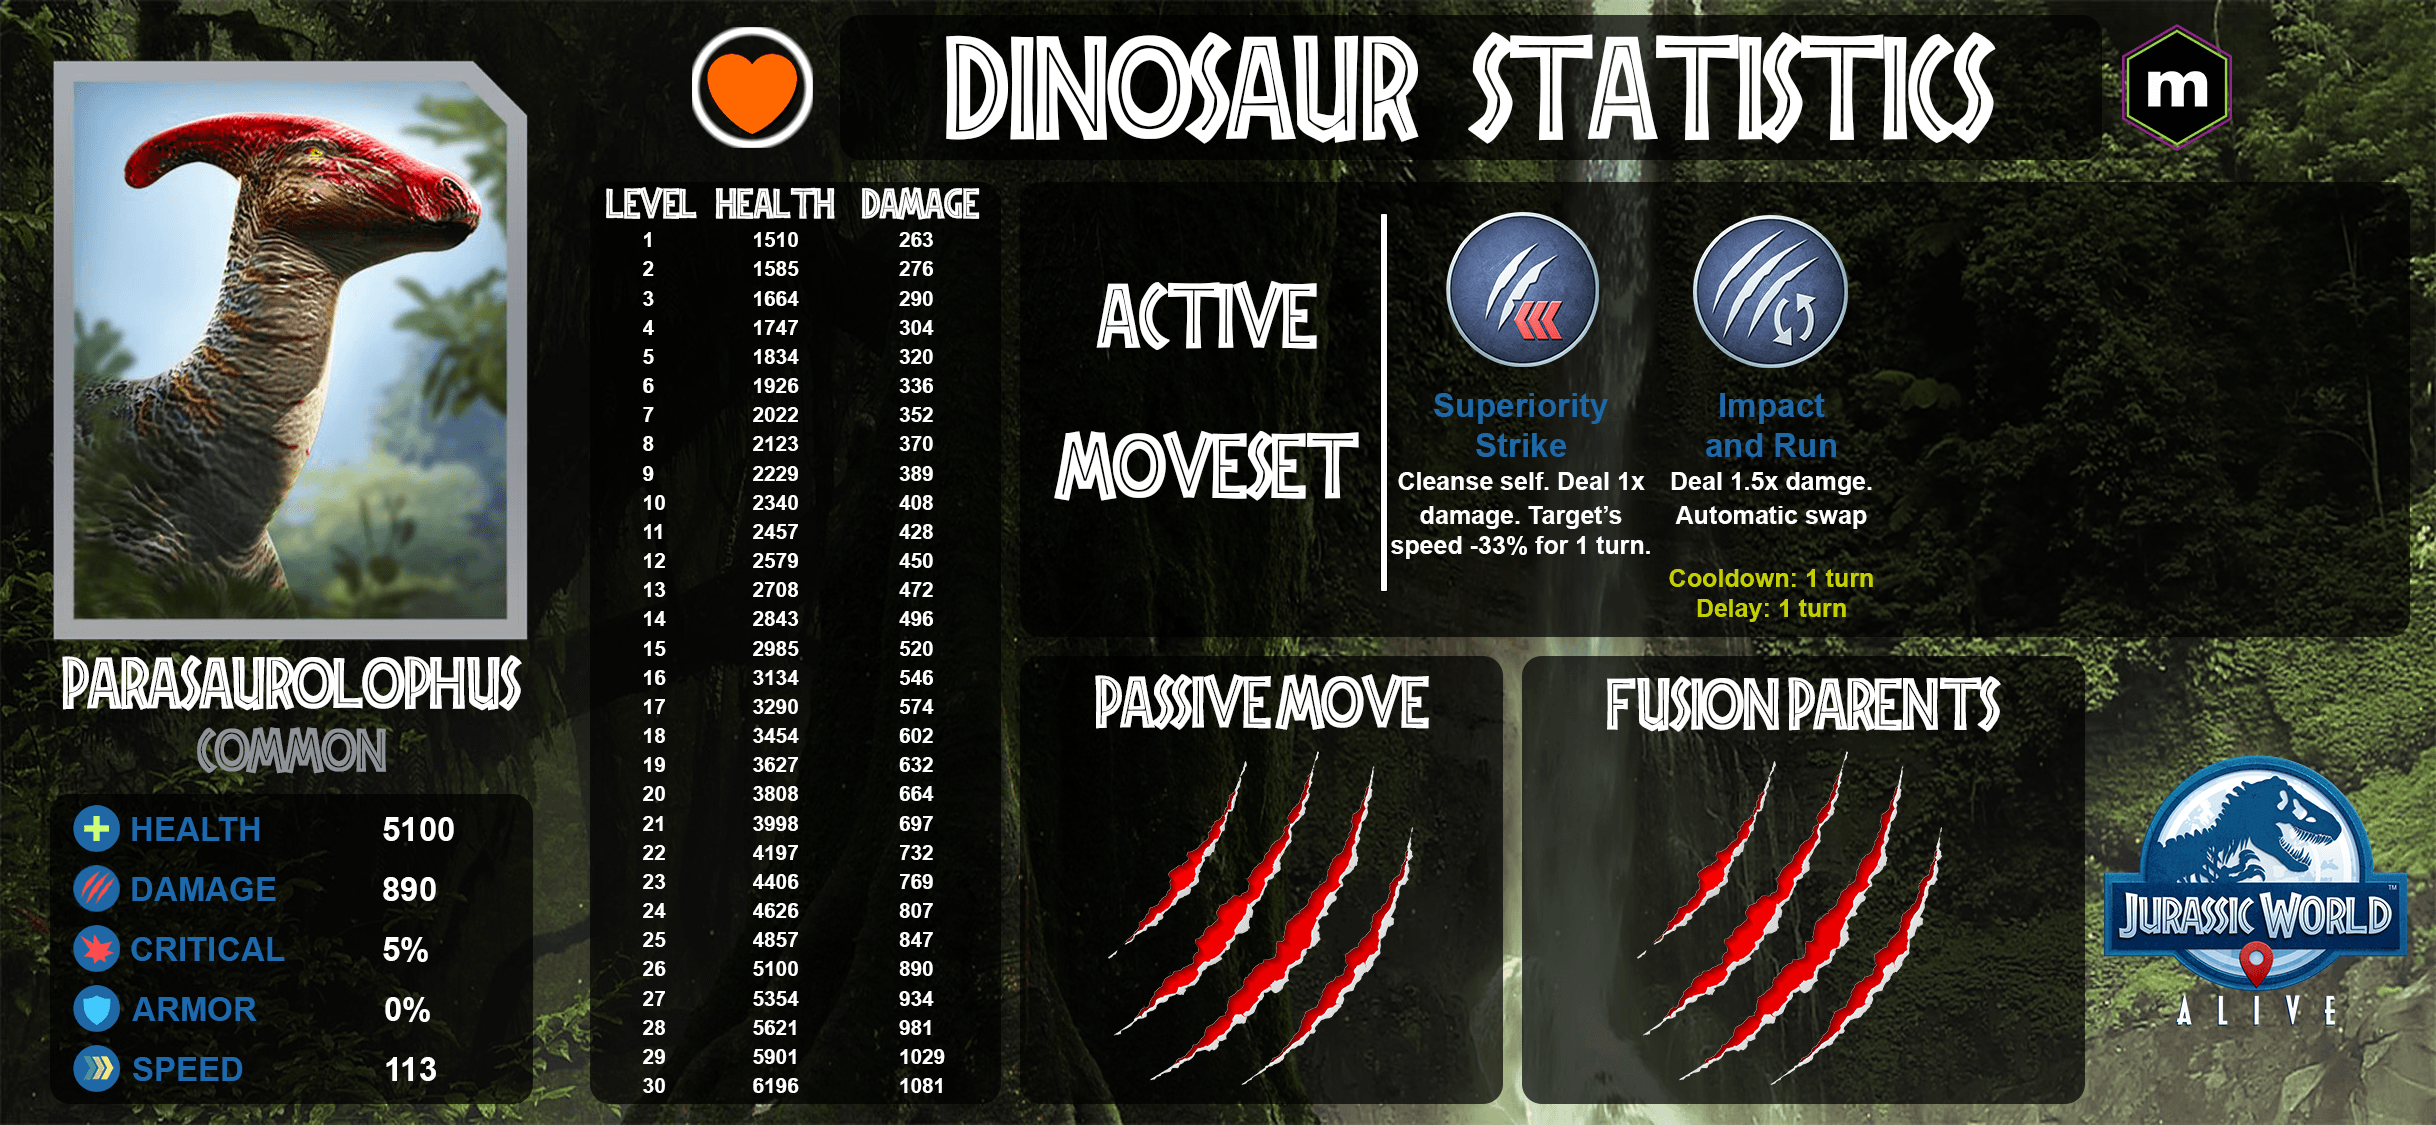 DINOSAUR STATISTICS
m
PARASAUROLOPHUS
COMMON
HEALTH 5100
DAMAGE 890
CRITICAL 5%
ARMOR 0%
SPEED 113
LEVEL HEALTH DAMAGE
1 1510 263
2 1585 276
3 1664 290
4 1747 304
5 1834 320
6 1926 336
7 2022 352
8 2123 370
9 2229 389
10 2340 408
11 2457 428
12 2579 450
13 2708 472
14 2843 496
15 2985 520
16 3134 546
17 3290 574
18 3454 602
19 3627 632
20 3808 664
21 3998 697
22 4197 732
23 4406 769
24 4626 807
25 4857 847
26 5100 890
27 5354 934
28 5621 981
29 5901 1029
30 6196 1081
ACTIVE
MOVESET
Superiority
Strike
Cleanse self. Deal 1x
damage. Target's
speed -33% for 1 turn.
Impact
and Run
Deal 1.5x damge.
Automatic swap
Cooldown: 1 turn
Delay: 1 turn
PASSIVE MOVE
FUSION PARENTS
JURASSIC WORLD
™
ALIVE